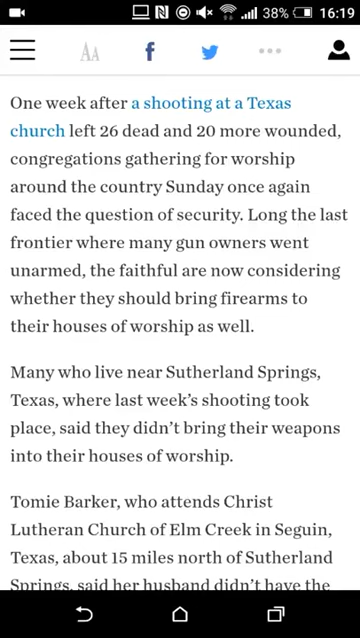 38% 16:19
AA f
One week after a shooting at a Texas
church left 26 dead and 20 more wounded,
congregations gathering for worship
around the country Sunday once again
faced the question of security. Long the last
frontier where many gun owners went
unarmed, the faithful are now considering
whether they should bring firearms to
their houses of worship as well.
Many who live near Sutherland Springs,
Texas, where last week’s shooting took
place, said they didn’t bring their weapons
into their houses of worship.
Tomie Barker, who attends Christ
Lutheran Church of Elm Creek in Seguin,
Texas, about 15 miles north of Sutherland
Springs, said her husband didn’t have the